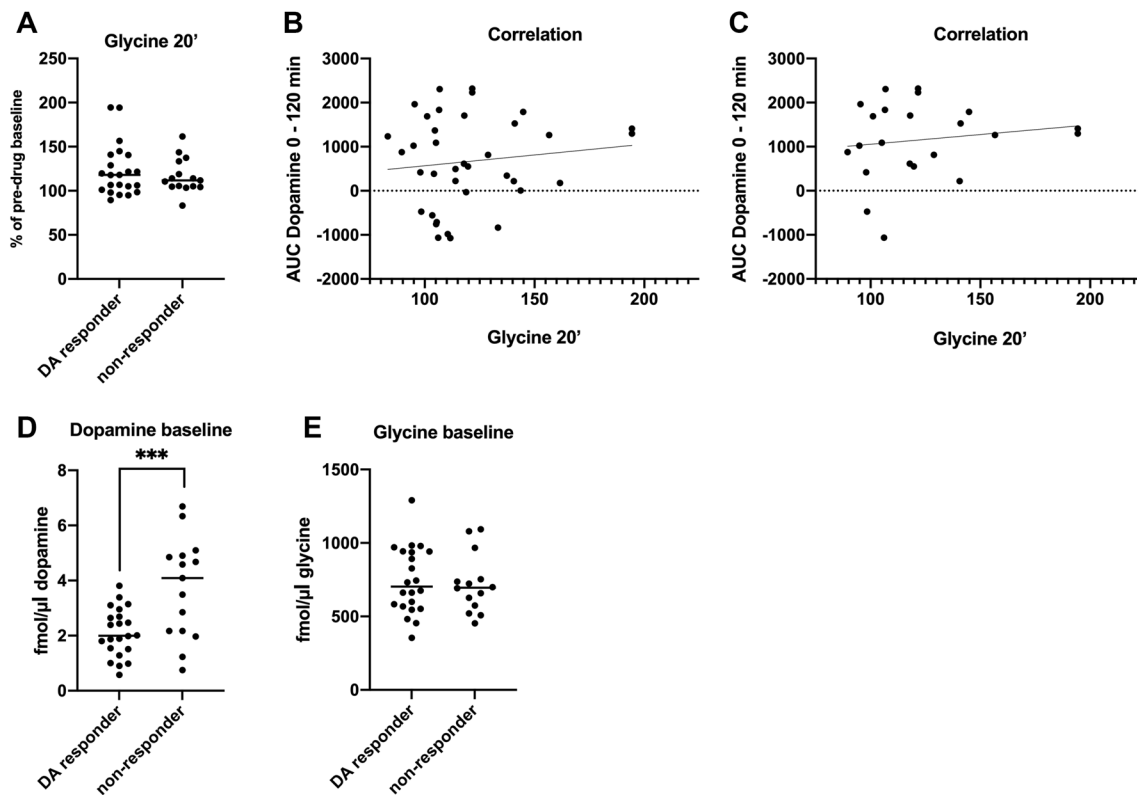 A
Glycine 20'
% of pre-drug baseline
250
200
150
100
50
0
DA responder
non-responder
B
Correlation
AUC Dopamine 0 - 120 min
3000
2000
1000
0
-1000
-2000
100
150
200
Glycine 20'
C
Correlation
AUC Dopamine 0 - 120 min
3000
2000
1000
0
-1000
-2000
100
150
200
Glycine 20'
D
Dopamine baseline
***
fmol/µl dopamine
8
6
4
2
0
DA responder
non-responder
E
Glycine baseline
fmol/µl glycine
1500
1000
500
0
DA responder
non-responder